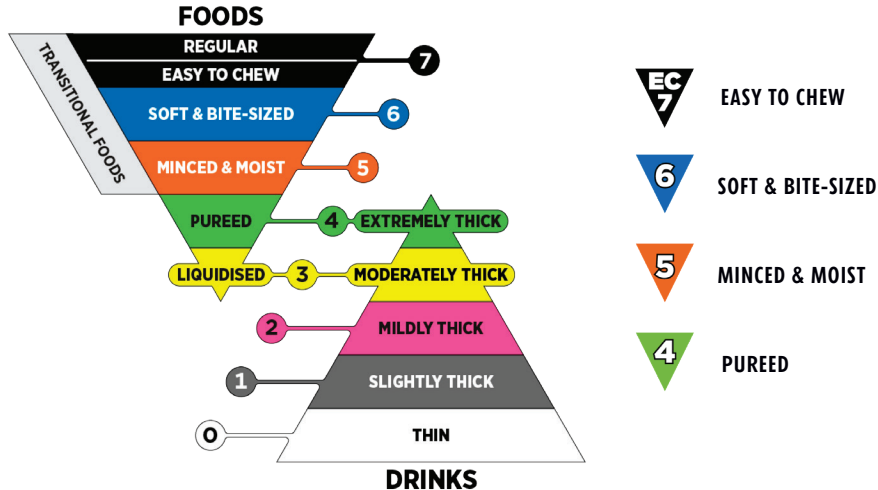 FOODS
REGULAR
EASY TO CHEW
7
TRANSITIONAL FOODS
SOFT & BITE-SIZED
6
MINCED & MOIST
5
PUREED
4
EXTREMELY THICK
LIQUIDISED
3
MODERATELY THICK
2
MILDLY THICK
1
SLIGHTLY THICK
0
THIN
DRINKS
EC
7
EASY TO CHEW
6
SOFT & BITE-SIZED
5
MINCED & MOIST
4
PUREED